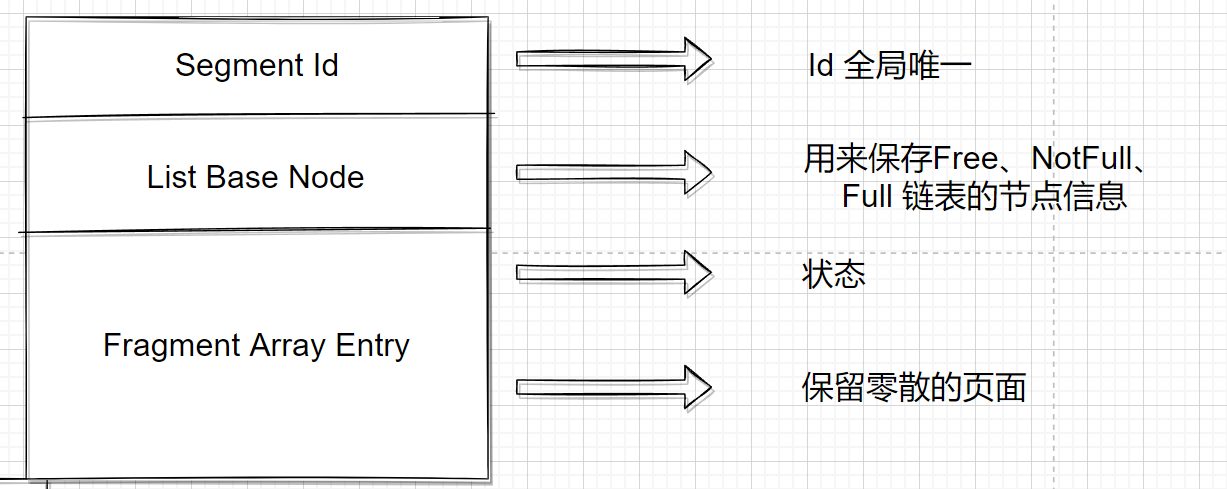 Segment Id
Id 全局唯一
List Base Node
用来保存Free、NotFull、
Full 链表的节点信息
状态
Fragment Array Entry
保留零散的页面